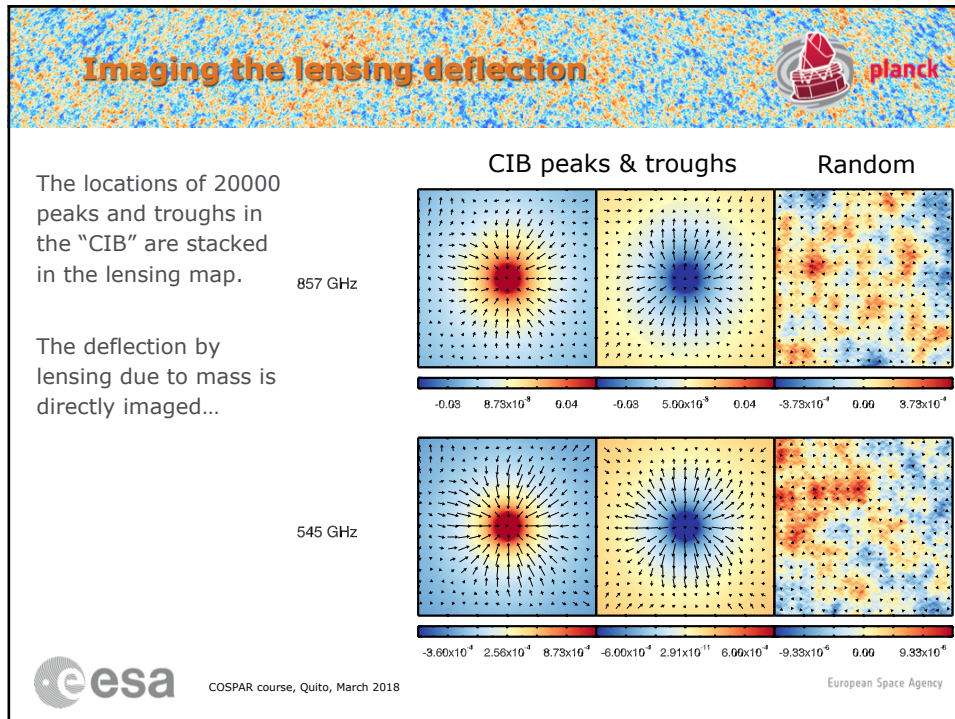 Imaging the lensing deflection
planck
CIB peaks & troughs
Random
The locations of 20000
peaks and troughs in
the “CIB” are stacked
in the lensing map.
The deflection by
lensing due to mass is
directly imaged…
857 GHz
-0.03 8.73x10⁻⁸ 0.04 -0.03 5.00x10⁻⁸ 0.04 -3.73x10⁻⁴ 0.00 3.73x10⁻⁴
545 GHz
-3.60x10⁻⁴ 2.56x10⁻⁴ 8.73x10⁻⁴ -6.00x10⁻⁴ 2.91x10⁻¹¹ 6.00x10⁻⁴ -9.33x10⁻⁶ 0.00 9.33x10⁻⁶
esa
COSPAR course, Quito, March 2018
European Space Agency